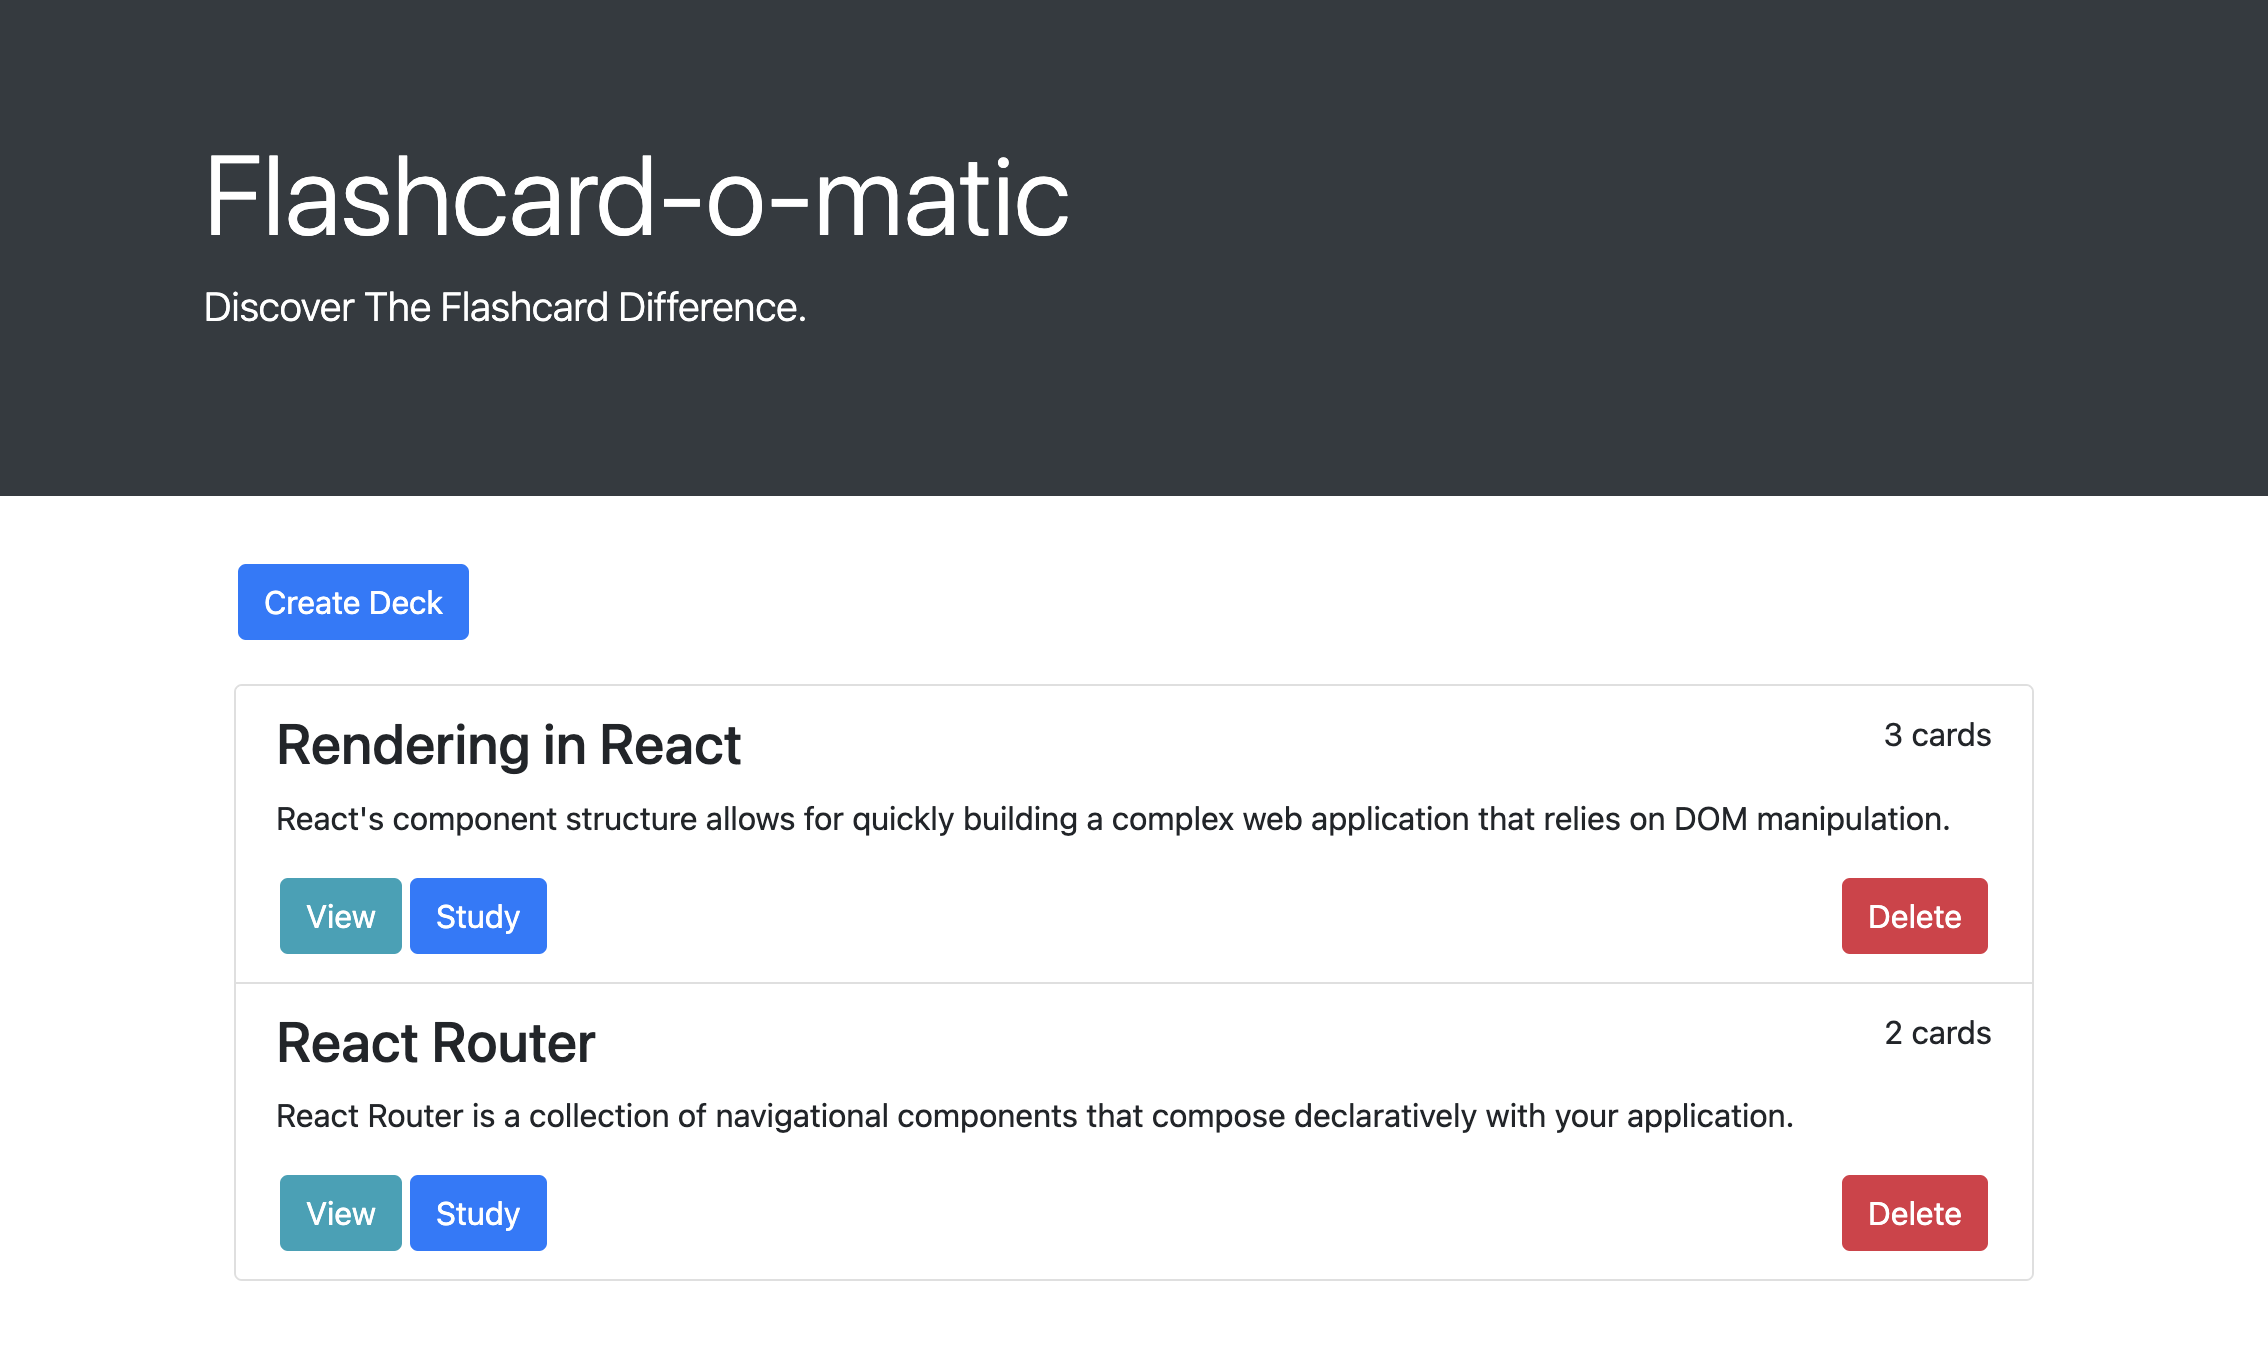 Flashcard-o-matic
Discover The Flashcard Difference.
Create Deck
Rendering in React
3 cards
React's component structure allows for quickly building a complex web application that relies on DOM manipulation.
View
Study
Delete
React Router
2 cards
React Router is a collection of navigational components that compose declaratively with your application.
View
Study
Delete